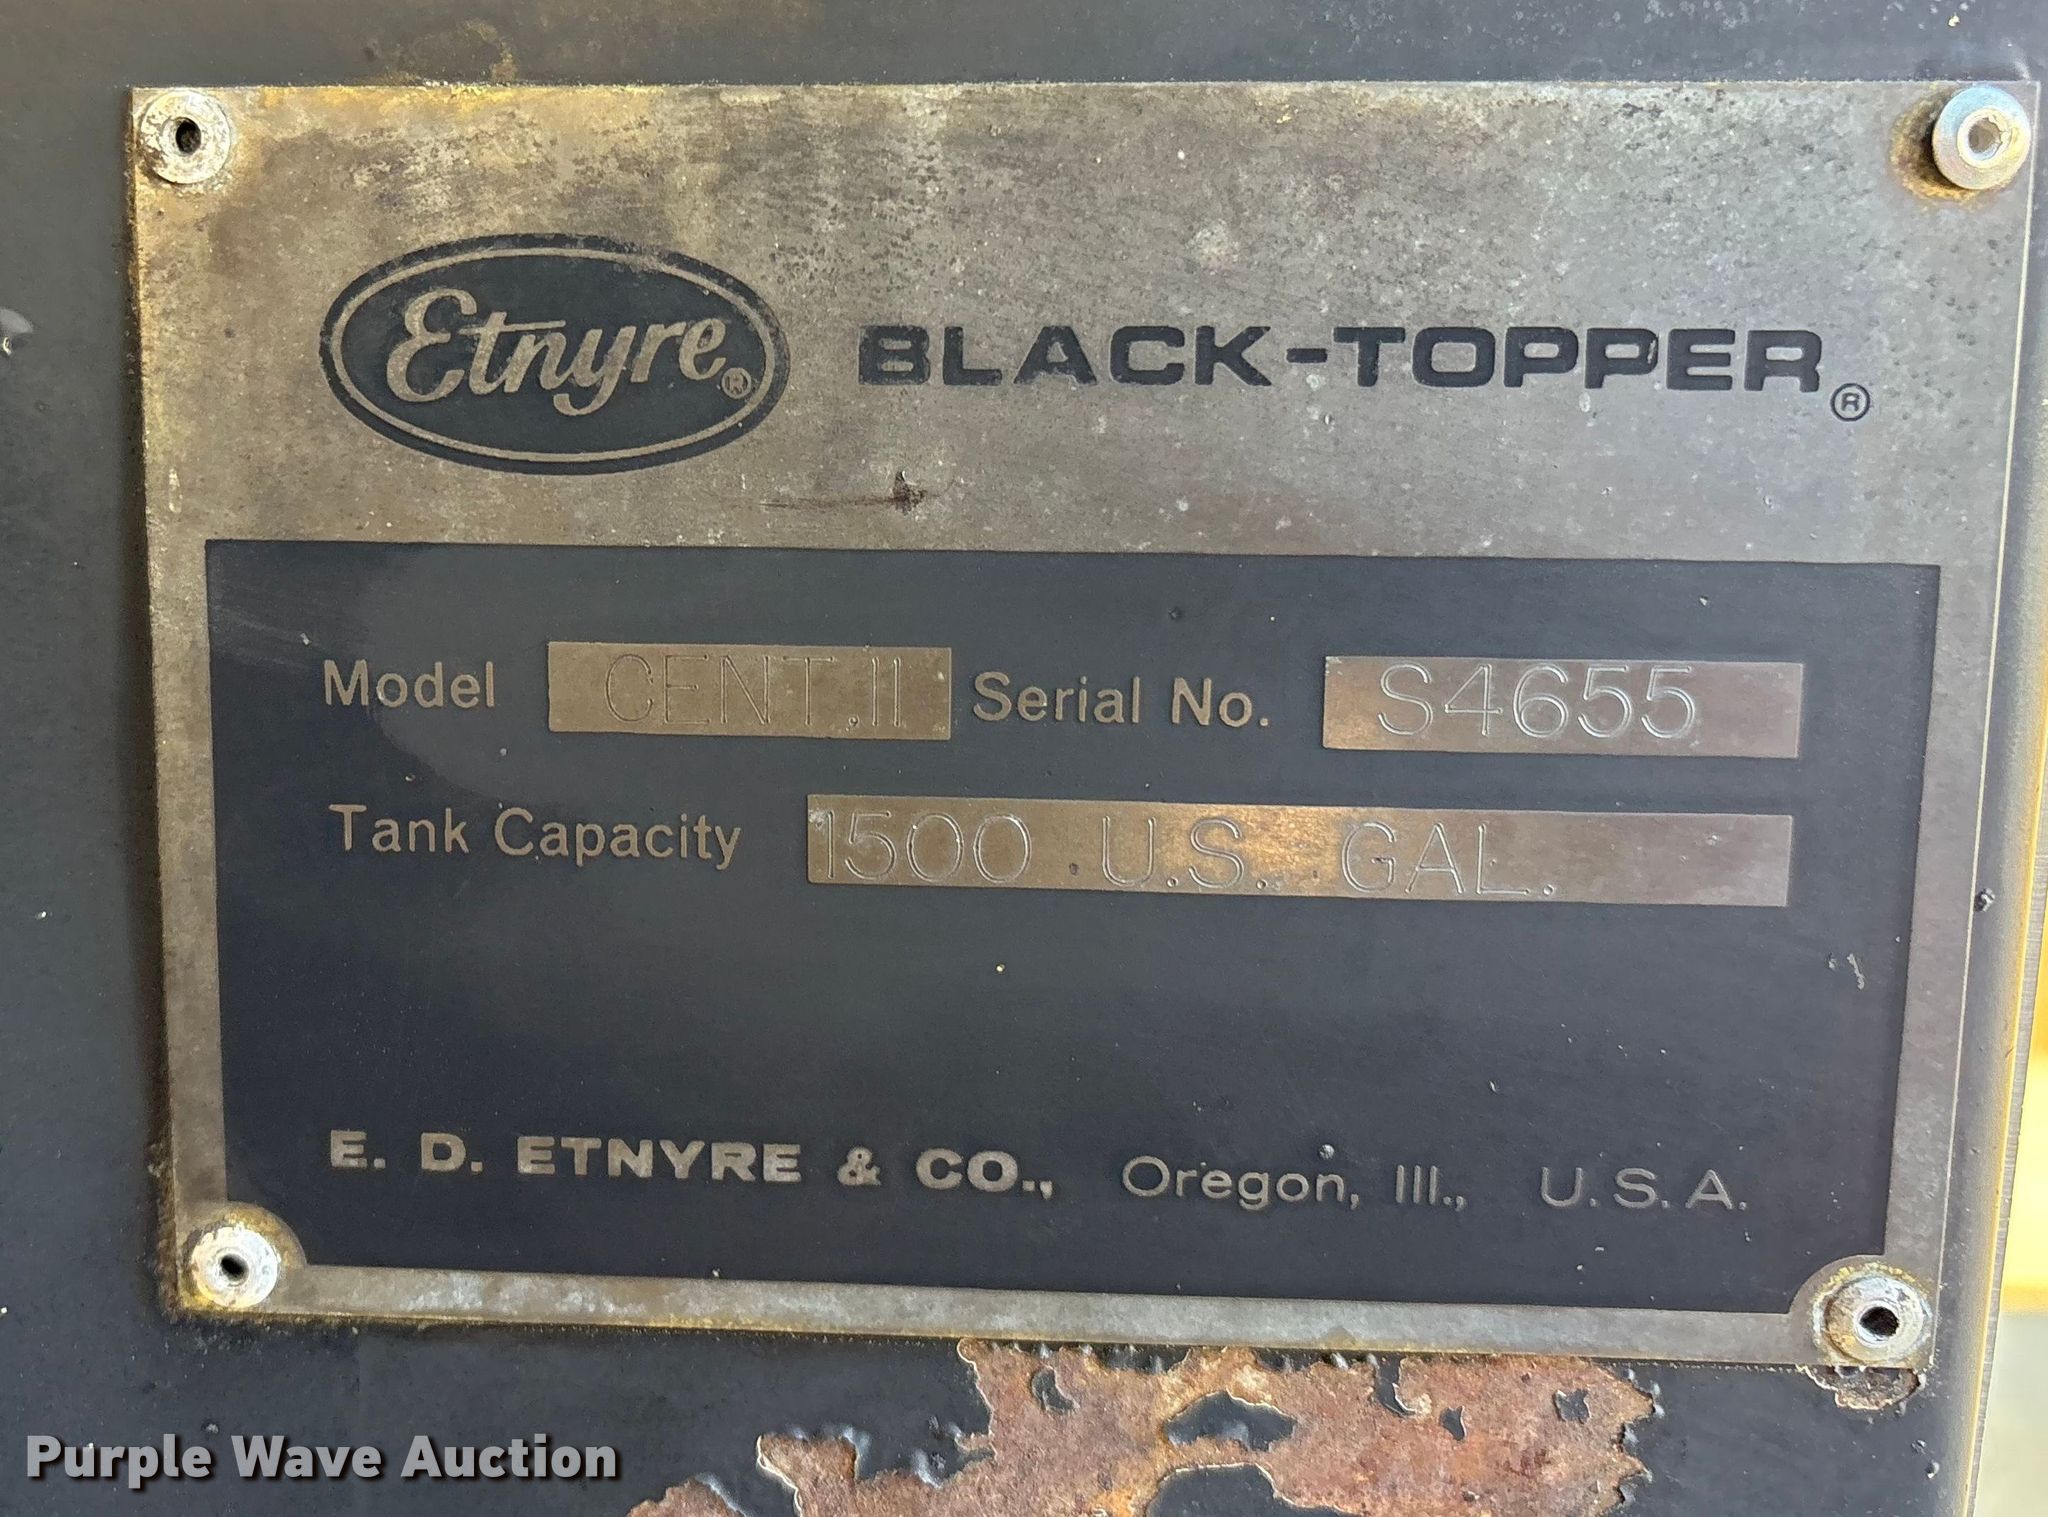 Etnyre® BLACK-TOPPER®
Model CENT.II Serial No. S4655
Tank Capacity 1500 U.S. GAL.
E. D. ETNYRE & CO., Oregon, Ill., U.S.A.
Purple Wave Auction